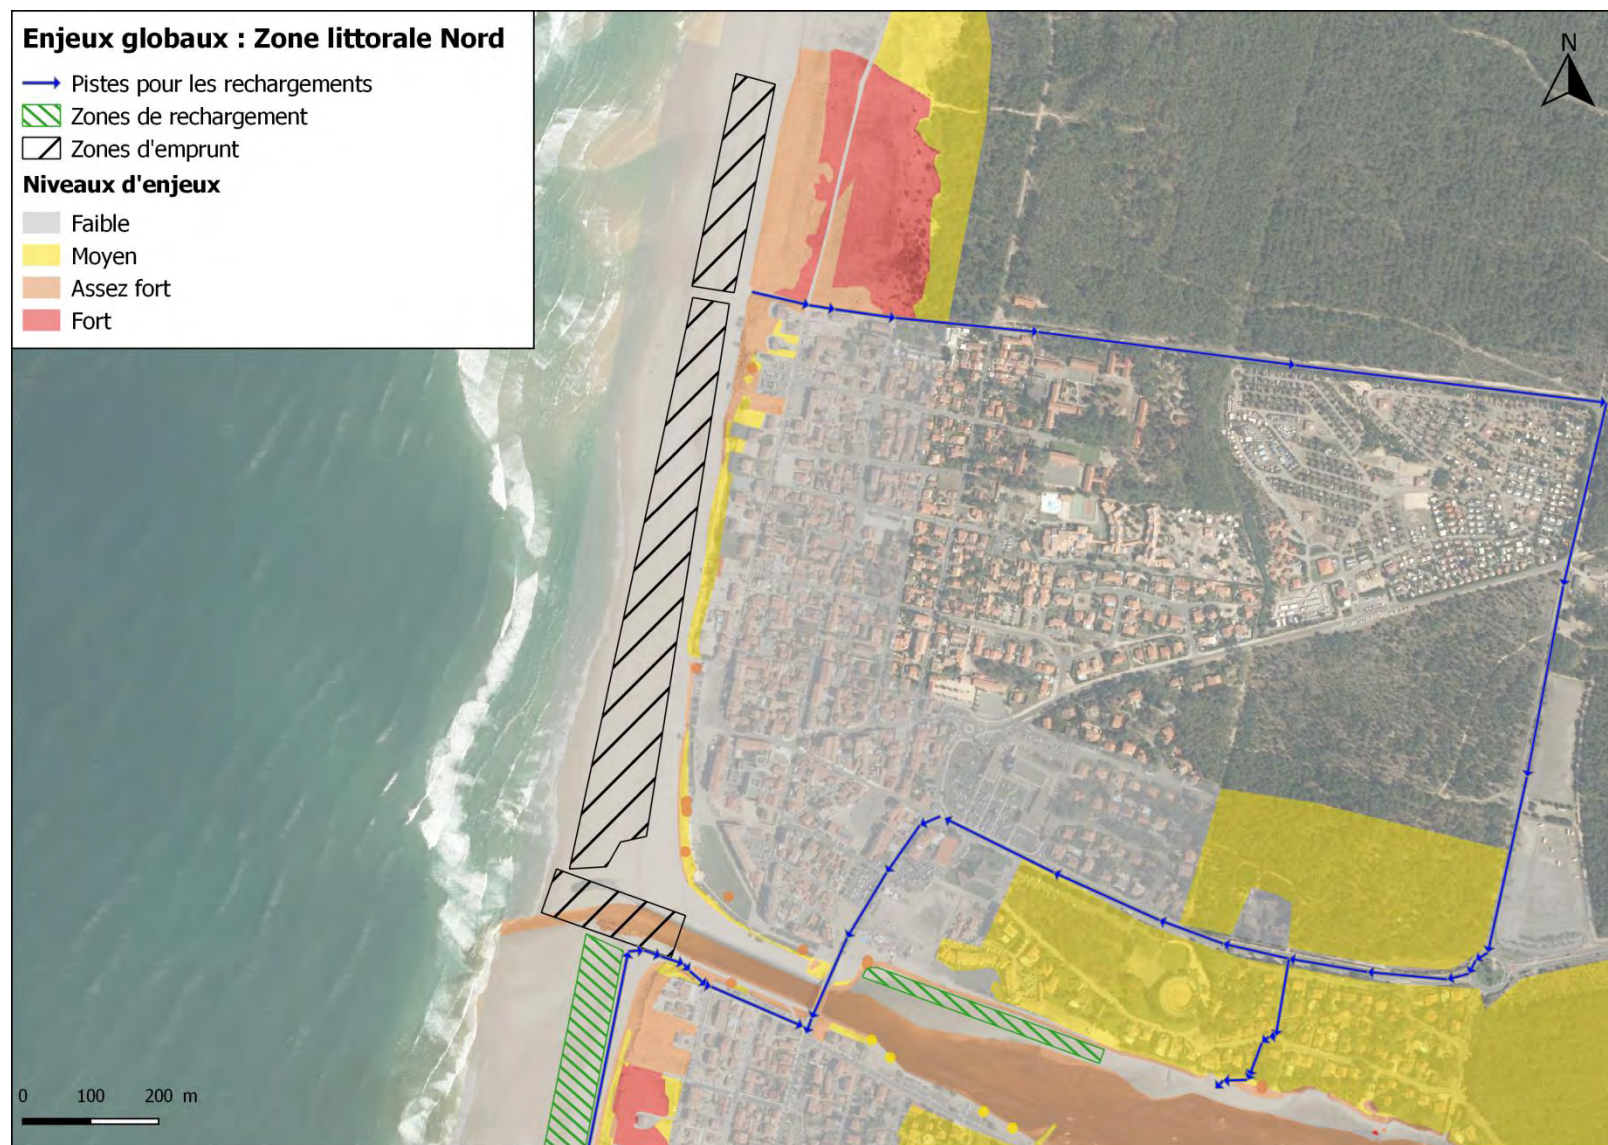 Enjeux globaux : Zone littorale Nord
Pistes pour les rechargements
Zones de rechargement
Zones d'emprunt
Niveaux d'enjeux
Faible
Moyen
Assez fort
Fort
N
0 100 200 m